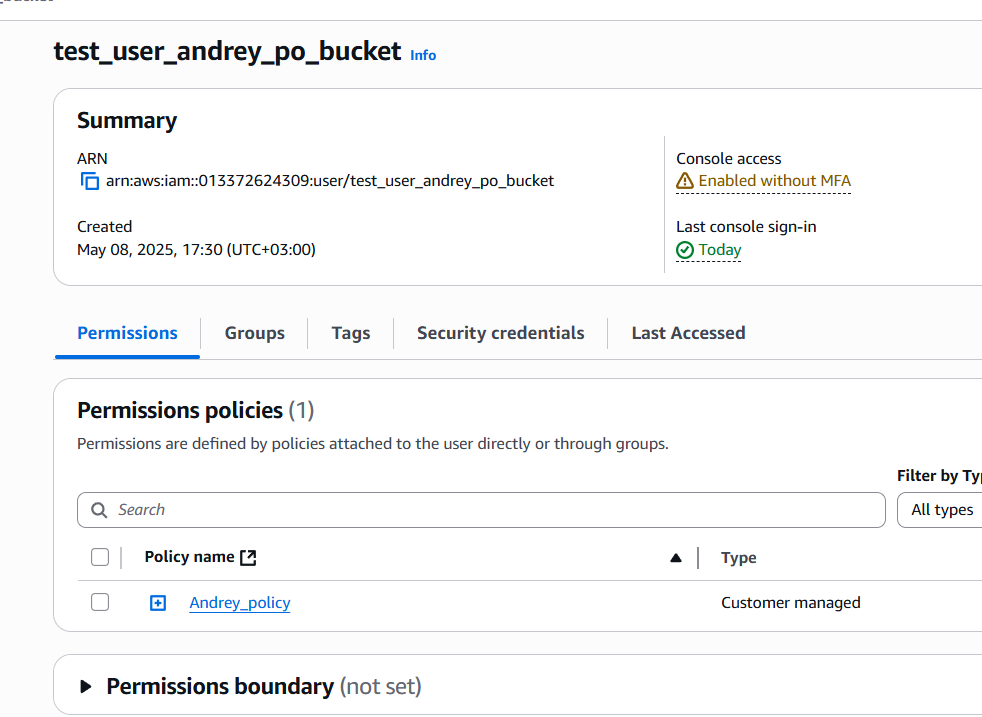 test_user_andrey_po_bucket Info
Summary
ARN
arn:aws:iam::013372624309:user/test_user_andrey_po_bucket
Console access
Enabled without MFA
Created
May 08, 2025, 17:30 (UTC+03:00)
Last console sign-in
Today
Permissions Groups Tags Security credentials Last Accessed
Permissions policies (1)
Permissions are defined by policies attached to the user directly or through groups.
Filter by Ty
Search
All types
Policy name Type
Andrey_policy Customer managed
Permissions boundary (not set)